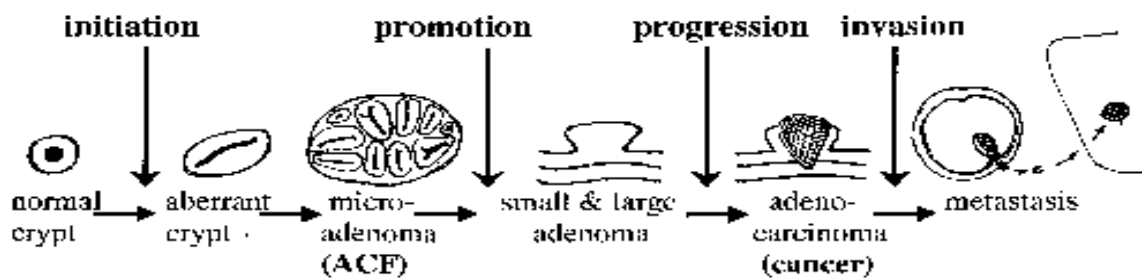 initiation promotion progression invasion
normal crypt
aberrant crypt
micro-adenoma (ACF)
small & large adenoma
adeno-carcinoma (cancer)
metastasis